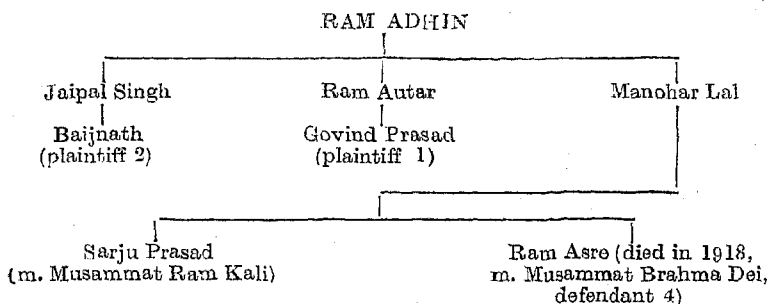 RAM ADHIN
Jaipal Singh Ram Autar Manohar Lal
Baijnath Govind Prasad
(plaintiff 2) (plaintiff 1)
Sarju Prasad Ram Asre (died in 1918,
(m. Musammat Ram Kali) m. Musammat Brahma Dei,
defendant 4)